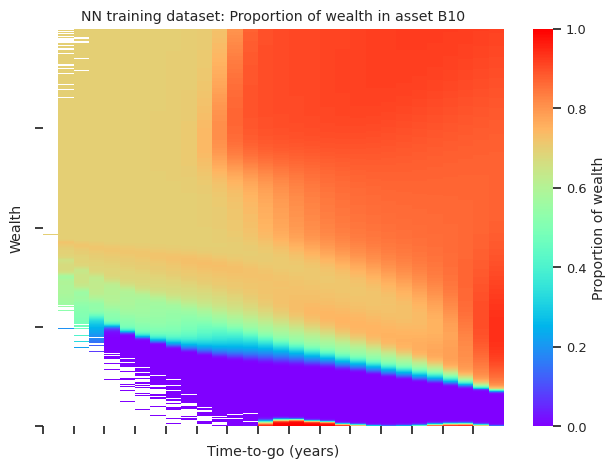 NN training dataset: Proportion of wealth in asset B10
Wealth
Time-to-go (years)
1.0
0.8
0.6
0.4
0.2
0.0
Proportion of wealth